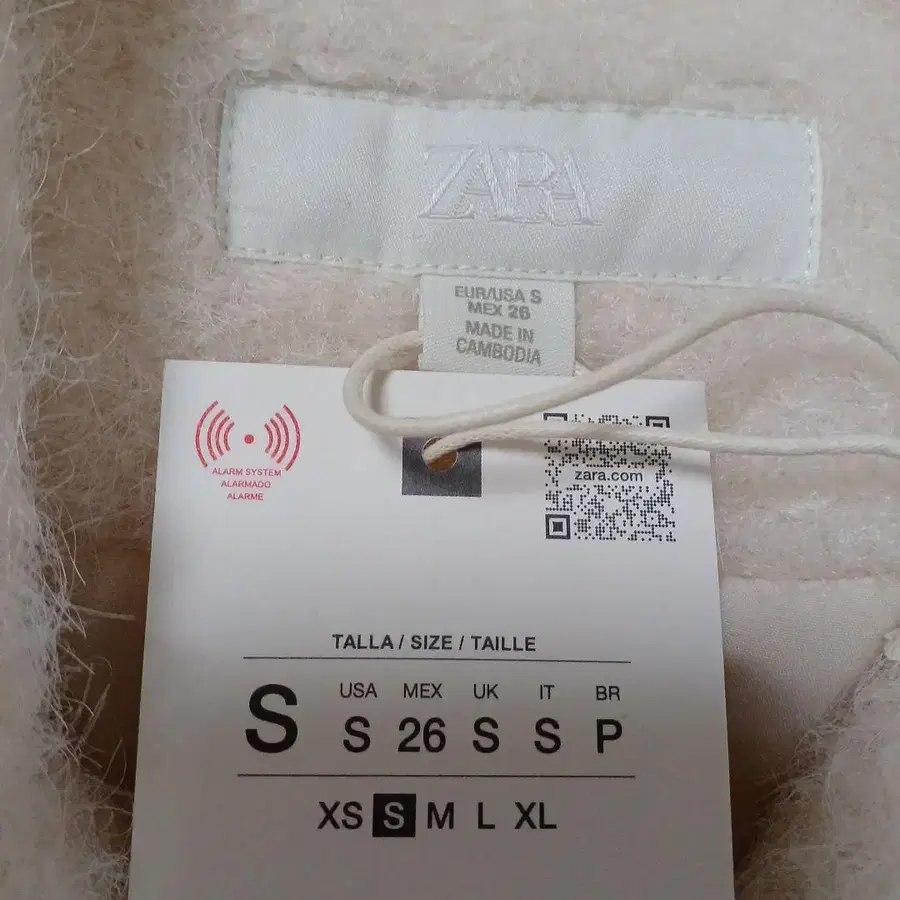 ZARA
EUR/USA S
MEX 26
MADE IN
CAMBODIA
ALARM SYSTEM
ALARMADO
ALARME
zara.com
TALLA / SIZE / TAILLE
S
USA MEX UK IT BR
S 26 S S P
XS S M L XL